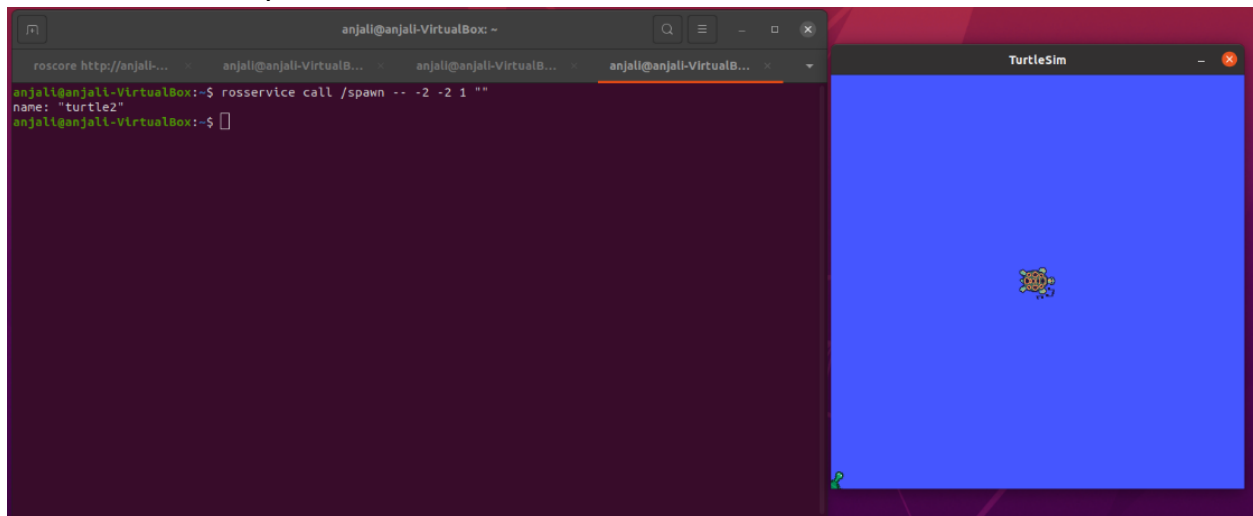 anjali@anjali-VirtualBox: ~
roscore http://anjali-... anjali@anjali-VirtualB... anjali@anjali-VirtualB... anjali@anjali-VirtualB...
anjali@anjali-VirtualBox:~$ rosservice call /spawn -- -2 -2 1 ""
name: "turtle2"
anjali@anjali-VirtualBox:~$
TurtleSim